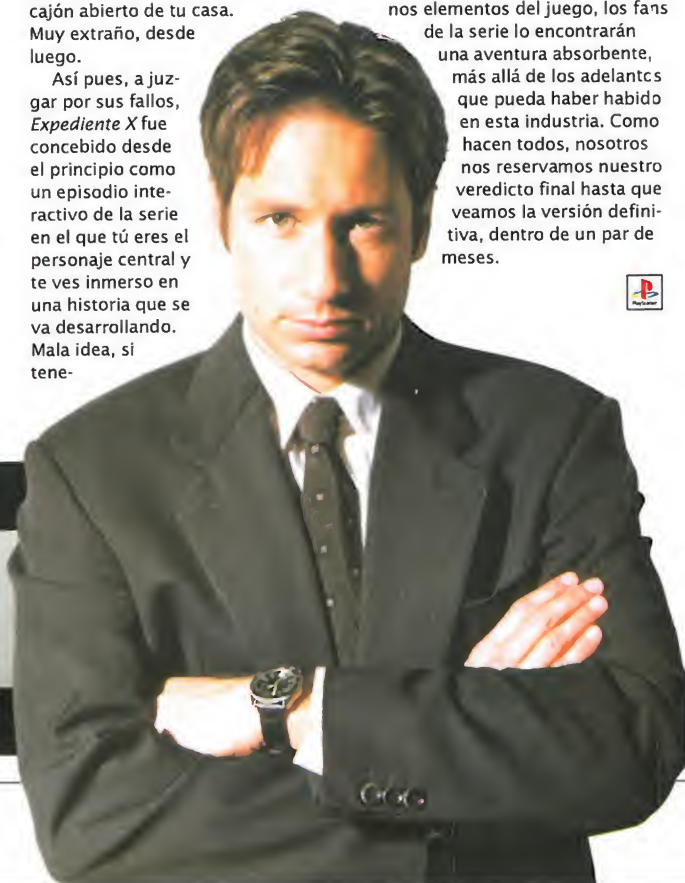 cajón abierto de tu casa.
Muy extraño, desde
luego.
Así pues, a juz-
gar por sus fallos,
Expediente X fue
concebido desde
el principio como
un episodio inte-
ractivo de la serie
en el que tú eres el
personaje central y
te ves inmerso en
una historia que se
va desarrollando.
Mala idea, si
tene-
nos elementos del juego, los fans
de la serie lo encontrarán
una aventura absorbente,
más allá de los adelantos
que pueda haber habido
en esta industria. Como
hacen todos, nosotros
nos reservamos nuestro
veredicto final hasta que
veamos la versión defini-
tiva, dentro de un par de
meses.
PlayStation